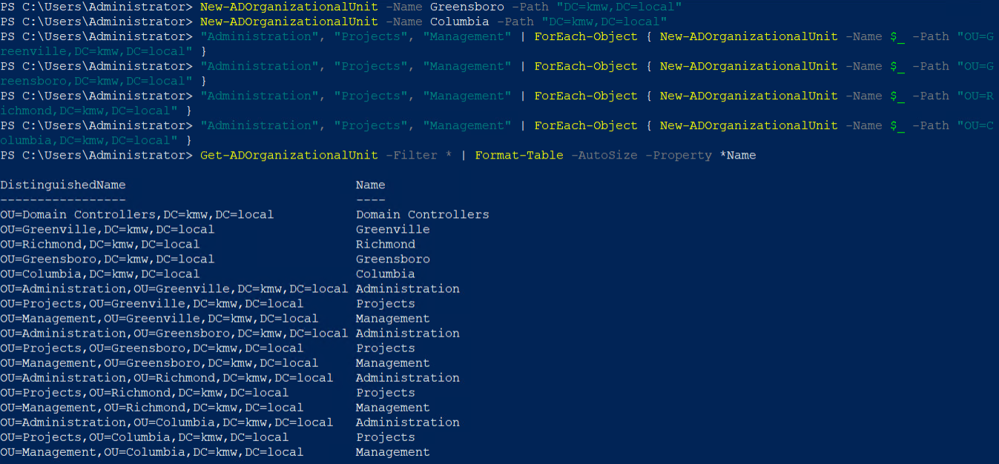 PS C:\Users\Administrator> New-ADOrganizationalUnit -Name Greensboro -Path "DC=kmw,DC=local"
PS C:\Users\Administrator> New-ADOrganizationalUnit -Name Columbia -Path "DC=kmw,DC=local"
PS C:\Users\Administrator> "Administration", "Projects", "Management" | ForEach-Object { New-ADOrganizationalUnit -Name $_ -Path "OU=G
reenville,DC=kmw,DC=local" }
PS C:\Users\Administrator> "Administration", "Projects", "Management" | ForEach-Object { New-ADOrganizationalUnit -Name $_ -Path "OU=G
reensboro,DC=kmw,DC=local" }
PS C:\Users\Administrator> "Administration", "Projects", "Management" | ForEach-Object { New-ADOrganizationalUnit -Name $_ -Path "OU=R
ichmond,DC=kmw,DC=local" }
PS C:\Users\Administrator> "Administration", "Projects", "Management" | ForEach-Object { New-ADOrganizationalUnit -Name $_ -Path "OU=C
olumbia,DC=kmw,DC=local" }
PS C:\Users\Administrator> Get-ADOrganizationalUnit -Filter * | Format-Table -AutoSize -Property *Name

DistinguishedName                               Name
-----------------                               ----
OU=Domain Controllers,DC=kmw,DC=local           Domain Controllers
OU=Greenville,DC=kmw,DC=local                   Greenville
OU=Richmond,DC=kmw,DC=local                     Richmond
OU=Greensboro,DC=kmw,DC=local                   Greensboro
OU=Columbia,DC=kmw,DC=local                     Columbia
OU=Administration,OU=Greenville,DC=kmw,DC=local Administration
OU=Projects,OU=Greenville,DC=kmw,DC=local       Projects
OU=Management,OU=Greenville,DC=kmw,DC=local     Management
OU=Administration,OU=Greensboro,DC=kmw,DC=local Administration
OU=Projects,OU=Greensboro,DC=kmw,DC=local       Projects
OU=Management,OU=Greensboro,DC=kmw,DC=local     Management
OU=Administration,OU=Richmond,DC=kmw,DC=local   Administration
OU=Projects,OU=Richmond,DC=kmw,DC=local         Projects
OU=Management,OU=Richmond,DC=kmw,DC=local       Management
OU=Administration,OU=Columbia,DC=kmw,DC=local   Administration
OU=Projects,OU=Columbia,DC=kmw,DC=local         Projects
OU=Management,OU=Columbia,DC=kmw,DC=local       Management